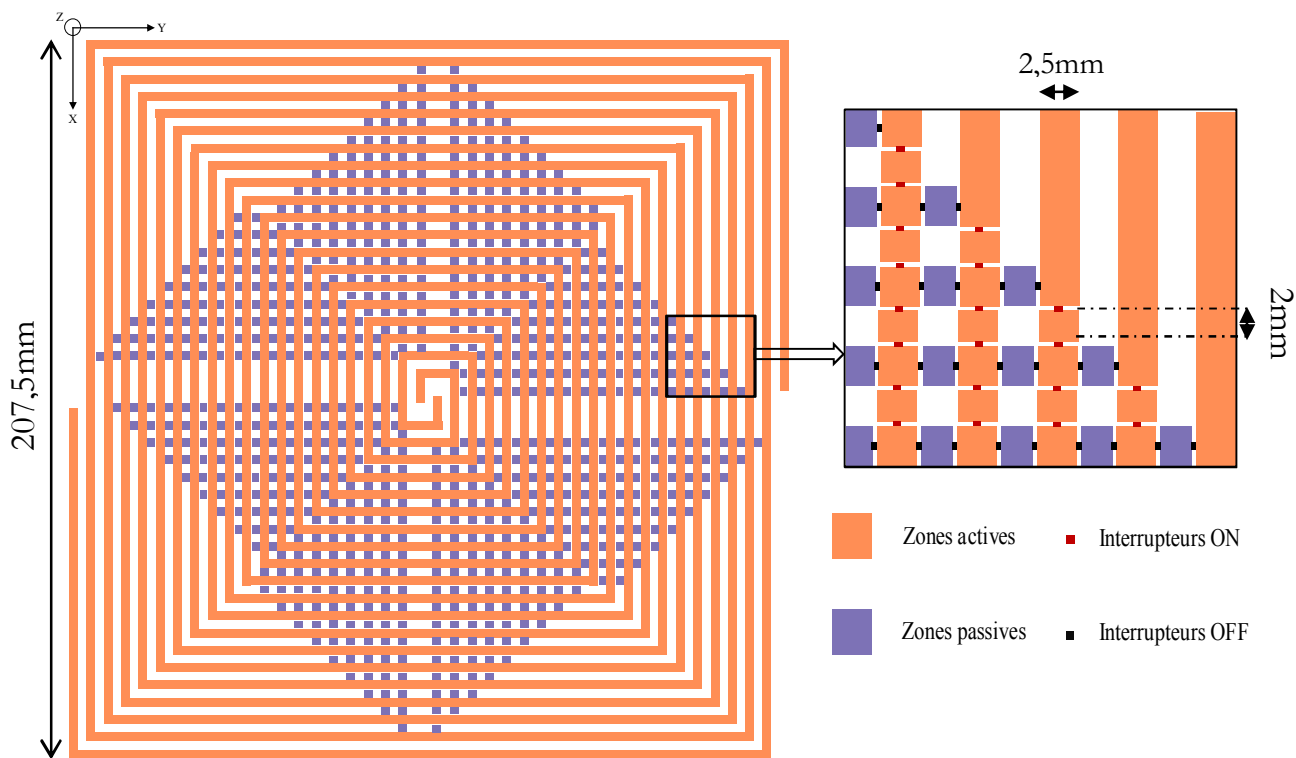 Z
Y
X
207,5mm
2,5mm
2mm
Zones actives
Interrupteurs ON
Zones passives
Interrupteurs OFF